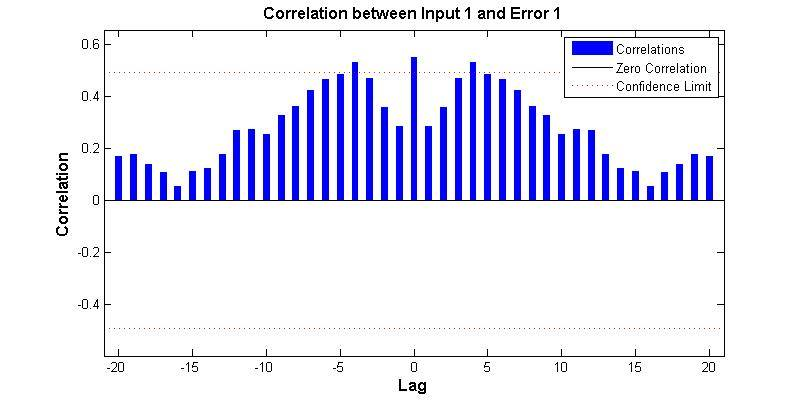 Correlation between Input 1 and Error 1
Correlations
Zero Correlation
Confidence Limit
0.6
0.4
0.2
0
-0.2
-0.4
Correlation
-20
-15
-10
-5
0
5
10
15
20
Lag